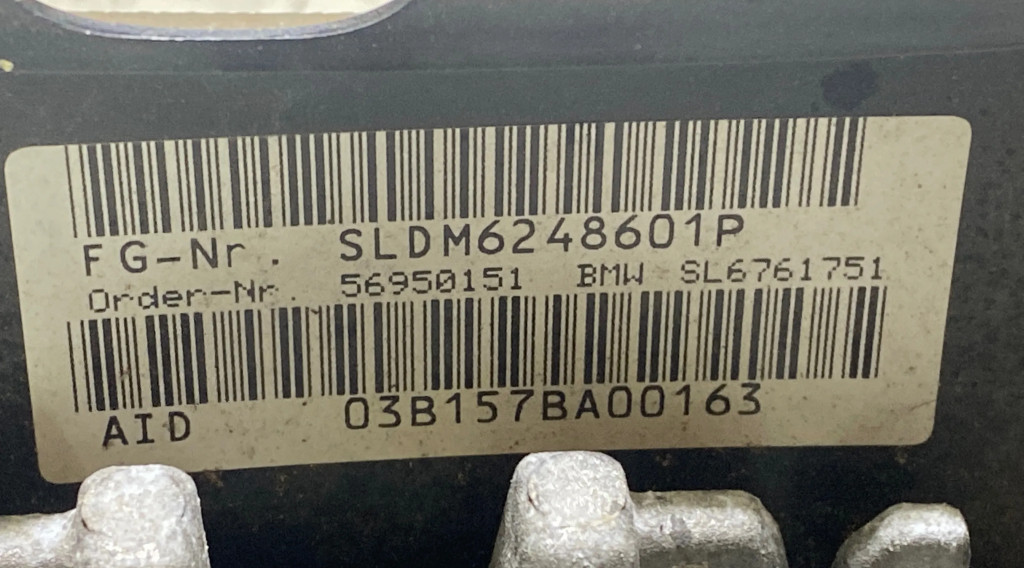 FG-Nr. SLDM6248601P
Order-Nr. 56950151 BMW SL6761751
AID 03B157BA00163